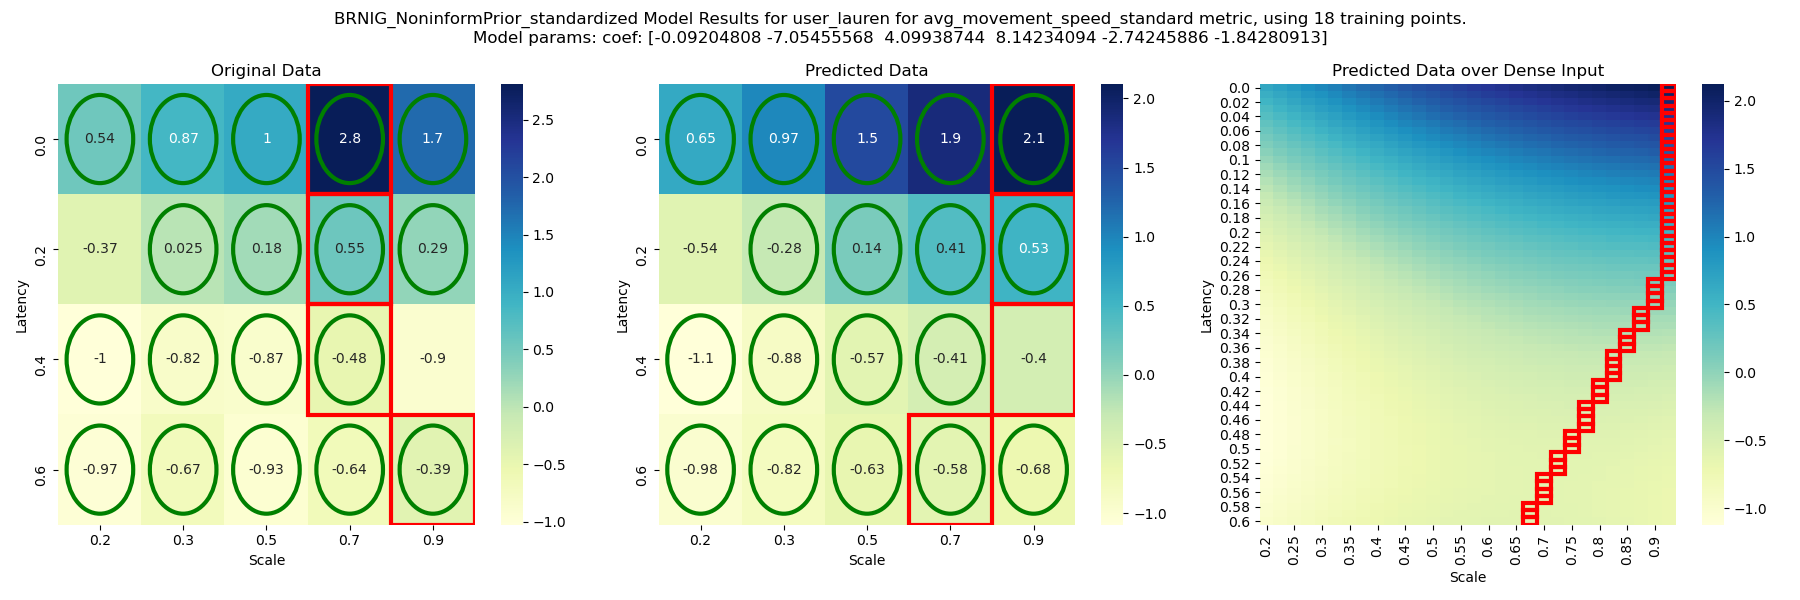 BRNIG_NoninformPrior_standardized Model Results for user_lauren for avg_movement_speed_standard metric, using 18 training points.
Model params: coef: [-0.09204808 -7.05455568  4.09938744  8.14234094 -2.74245886 -1.84280913]
Original Data
0.0 0.54 0.87 1 2.8 1.7
0.2 -0.37 0.025 0.18 0.55 0.29
0.4 -1 -0.82 -0.87 -0.48 -0.9
0.6 -0.97 -0.67 -0.93 -0.64 -0.39
0.2 0.3 0.5 0.7 0.9
Scale
Latency
2.5
2.0
1.5
1.0
0.5
0.0
−0.5
−1.0
Predicted Data
0.0 0.65 0.97 1.5 1.9 2.1
0.2 -0.54 -0.28 0.14 0.41 0.53
0.4 -1.1 -0.88 -0.57 -0.41 -0.4
0.6 -0.98 -0.82 -0.63 -0.58 -0.68
0.2 0.3 0.5 0.7 0.9
Scale
Latency
2.0
1.5
1.0
0.5
0.0
−0.5
−1.0
Predicted Data over Dense Input
0.0
0.02
0.04
0.06
0.08
0.1
0.12
0.14
0.16
0.18
0.2
0.22
0.24
0.26
0.28
0.3
0.32
0.34
0.36
0.38
0.4
0.42
0.44
0.46
0.48
0.5
0.52
0.54
0.56
0.58
0.6
0.2 0.25 0.3 0.35 0.4 0.45 0.5 0.55 0.6 0.65 0.7 0.75 0.8 0.85 0.9
Scale
Latency
2.0
1.5
1.0
0.5
0.0
−0.5
−1.0